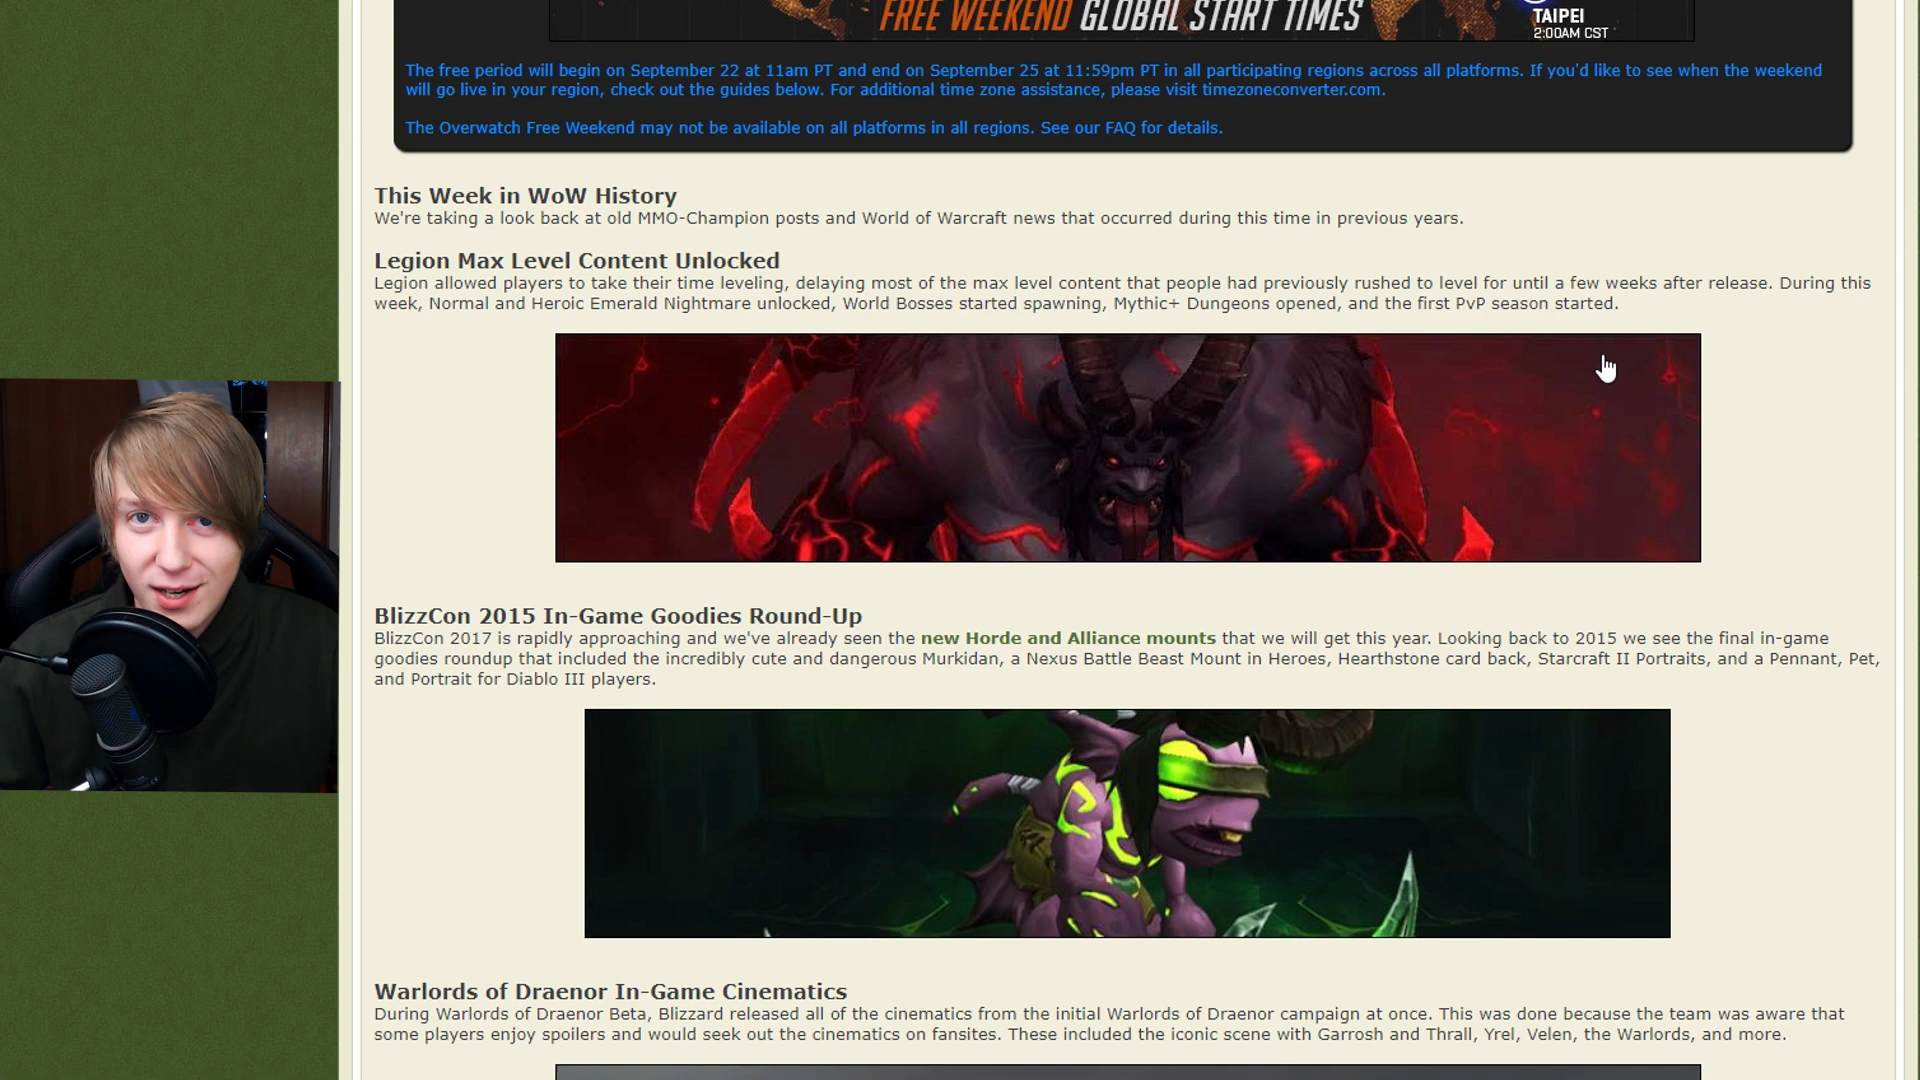 FREE WEEKEND GLOBAL START TIMES
TAIPEI
2:00AM CST
The free period will begin on September 22 at 11am PT and end on September 25 at 11:59pm PT in all participating regions across all platforms. If you'd like to see when the weekend
will go live in your region, check out the guides below. For additional time zone assistance, please visit timezoneconverter.com.
The Overwatch Free Weekend may not be available on all platforms in all regions. See our FAQ for details.
This Week in WoW History
We're taking a look back at old MMO-Champion posts and World of Warcraft news that occurred during this time in previous years.
Legion Max Level Content Unlocked
Legion allowed players to take their time leveling, delaying most of the max level content that people had previously rushed to level for until a few weeks after release. During this
week, Normal and Heroic Emerald Nightmare unlocked, World Bosses started spawning, Mythic+ Dungeons opened, and the first PvP season started.
BlizzCon 2015 In-Game Goodies Round-Up
BlizzCon 2017 is rapidly approaching and we've already seen the new Horde and Alliance mounts that we will get this year. Looking back to 2015 we see the final in-game
goodies roundup that included the incredibly cute and dangerous Murkidan, a Nexus Battle Beast Mount in Heroes, Hearthstone card back, Starcraft II Portraits, and a Pennant, Pet,
and Portrait for Diablo III players.
Warlords of Draenor In-Game Cinematics
During Warlords of Draenor Beta, Blizzard released all of the cinematics from the initial Warlords of Draenor campaign at once. This was done because the team was aware that
some players enjoy spoilers and would seek out the cinematics on fansites. These included the iconic scene with Garrosh and Thrall, Yrel, Velen, the Warlords, and more.